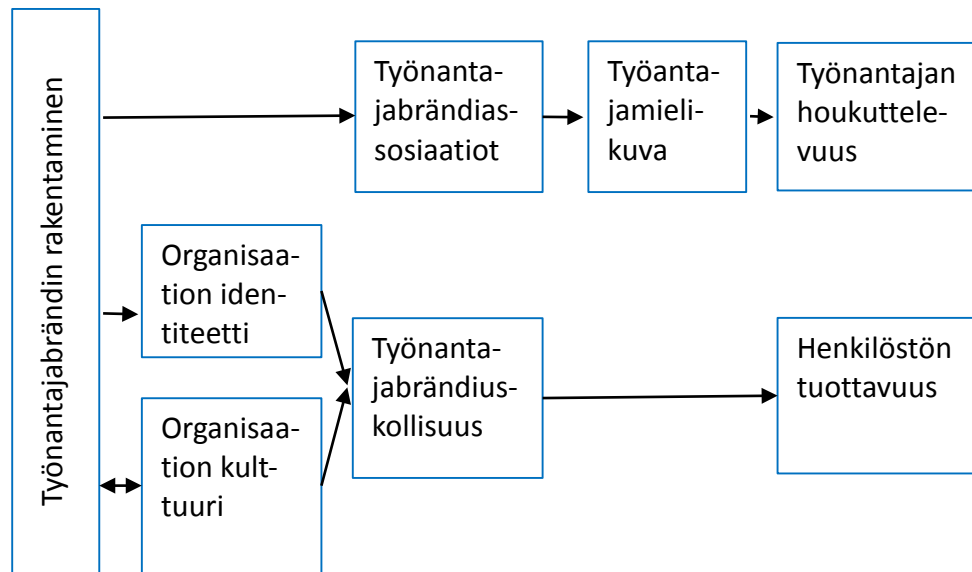 Työnantajabrändin rakentaminen
Työnanta-
jabrändias-
sosiaatiot
Työanta-
jamieli-
kuva
Työnantajan
houkuttele-
vuus
Organisaa-
tion iden-
titeetti
Työnanta-
jabrändius-
kollisuus
Henkilöstön
tuottavuus
Organisaa-
tion kult-
tuuri